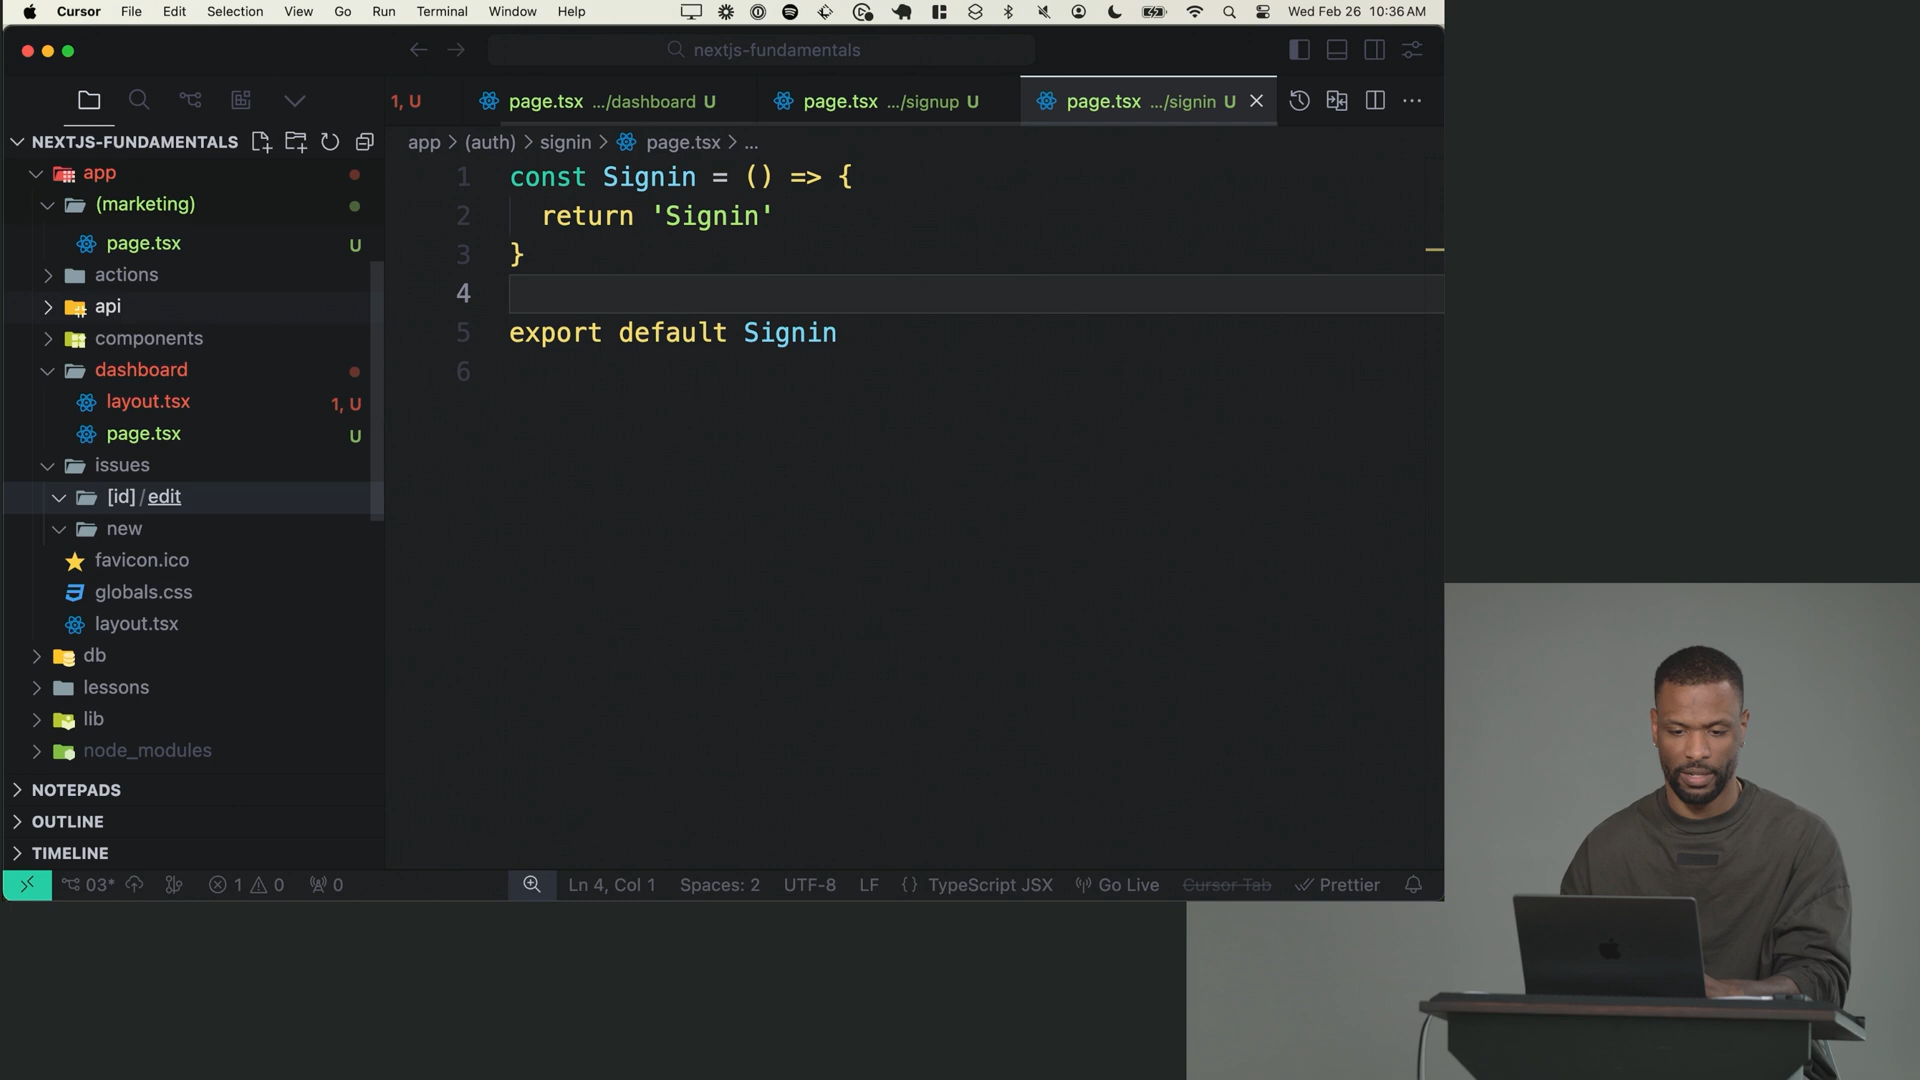 Cursor File Edit Selection View Go Run Terminal Window Help Wed Feb 26 10:36 AM
nextjs-fundamentals
1, U page.tsx .../dashboard U page.tsx .../signup U page.tsx .../signin U
NEXTJS-FUNDAMENTALS
app
(marketing)
page.tsx U
actions
api
components
dashboard
layout.tsx 1, U
page.tsx U
issues
[id] / edit
new
favicon.ico
globals.css
layout.tsx
db
lessons
lib
node_modules
NOTEPADS
OUTLINE
TIMELINE
app > (auth) > signin > page.tsx > ...
1 const Signin = () => {
2 return 'Signin'
3 }
4
5 export default Signin
6
03* 1 0 0 Ln 4, Col 1 Spaces: 2 UTF-8 LF {} TypeScript JSX Go Live Cursor Tab Prettier